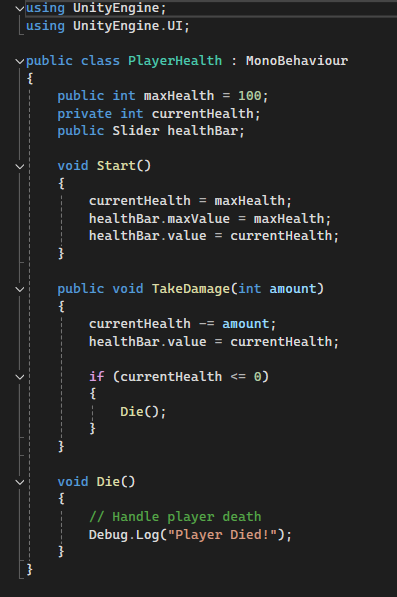 using UnityEngine;
using UnityEngine.UI;

public class PlayerHealth : MonoBehaviour
{
    public int maxHealth = 100;
    private int currentHealth;
    public Slider healthBar;

    void Start()
    {
        currentHealth = maxHealth;
        healthBar.maxValue = maxHealth;
        healthBar.value = currentHealth;
    }

    public void TakeDamage(int amount)
    {
        currentHealth -= amount;
        healthBar.value = currentHealth;

        if (currentHealth <= 0)
        {
            Die();
        }
    }

    void Die()
    {
        // Handle player death
        Debug.Log("Player Died!");
    }
}